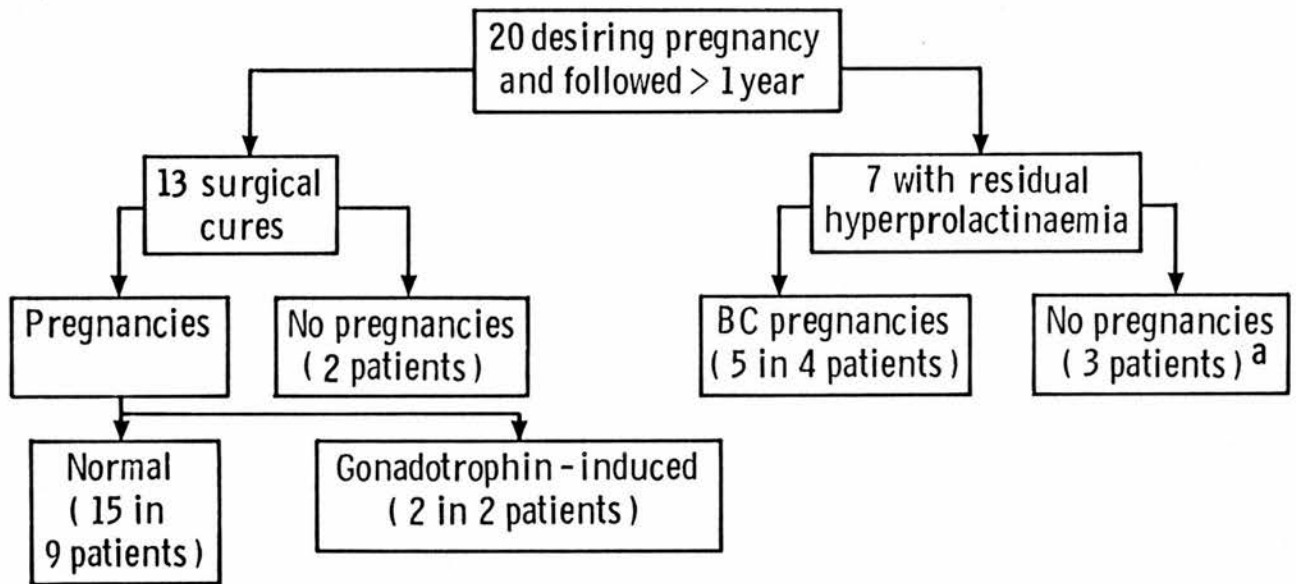 20 desiring pregnancy
and followed > 1 year
13 surgical
cures
7 with residual
hyperprolactinaemia
Pregnancies
No pregnancies
( 2 patients )
BC pregnancies
( 5 in 4 patients )
No pregnancies
( 3 patients ) a
Normal
( 15 in
9 patients )
Gonadotrophin-induced
( 2 in 2 patients )